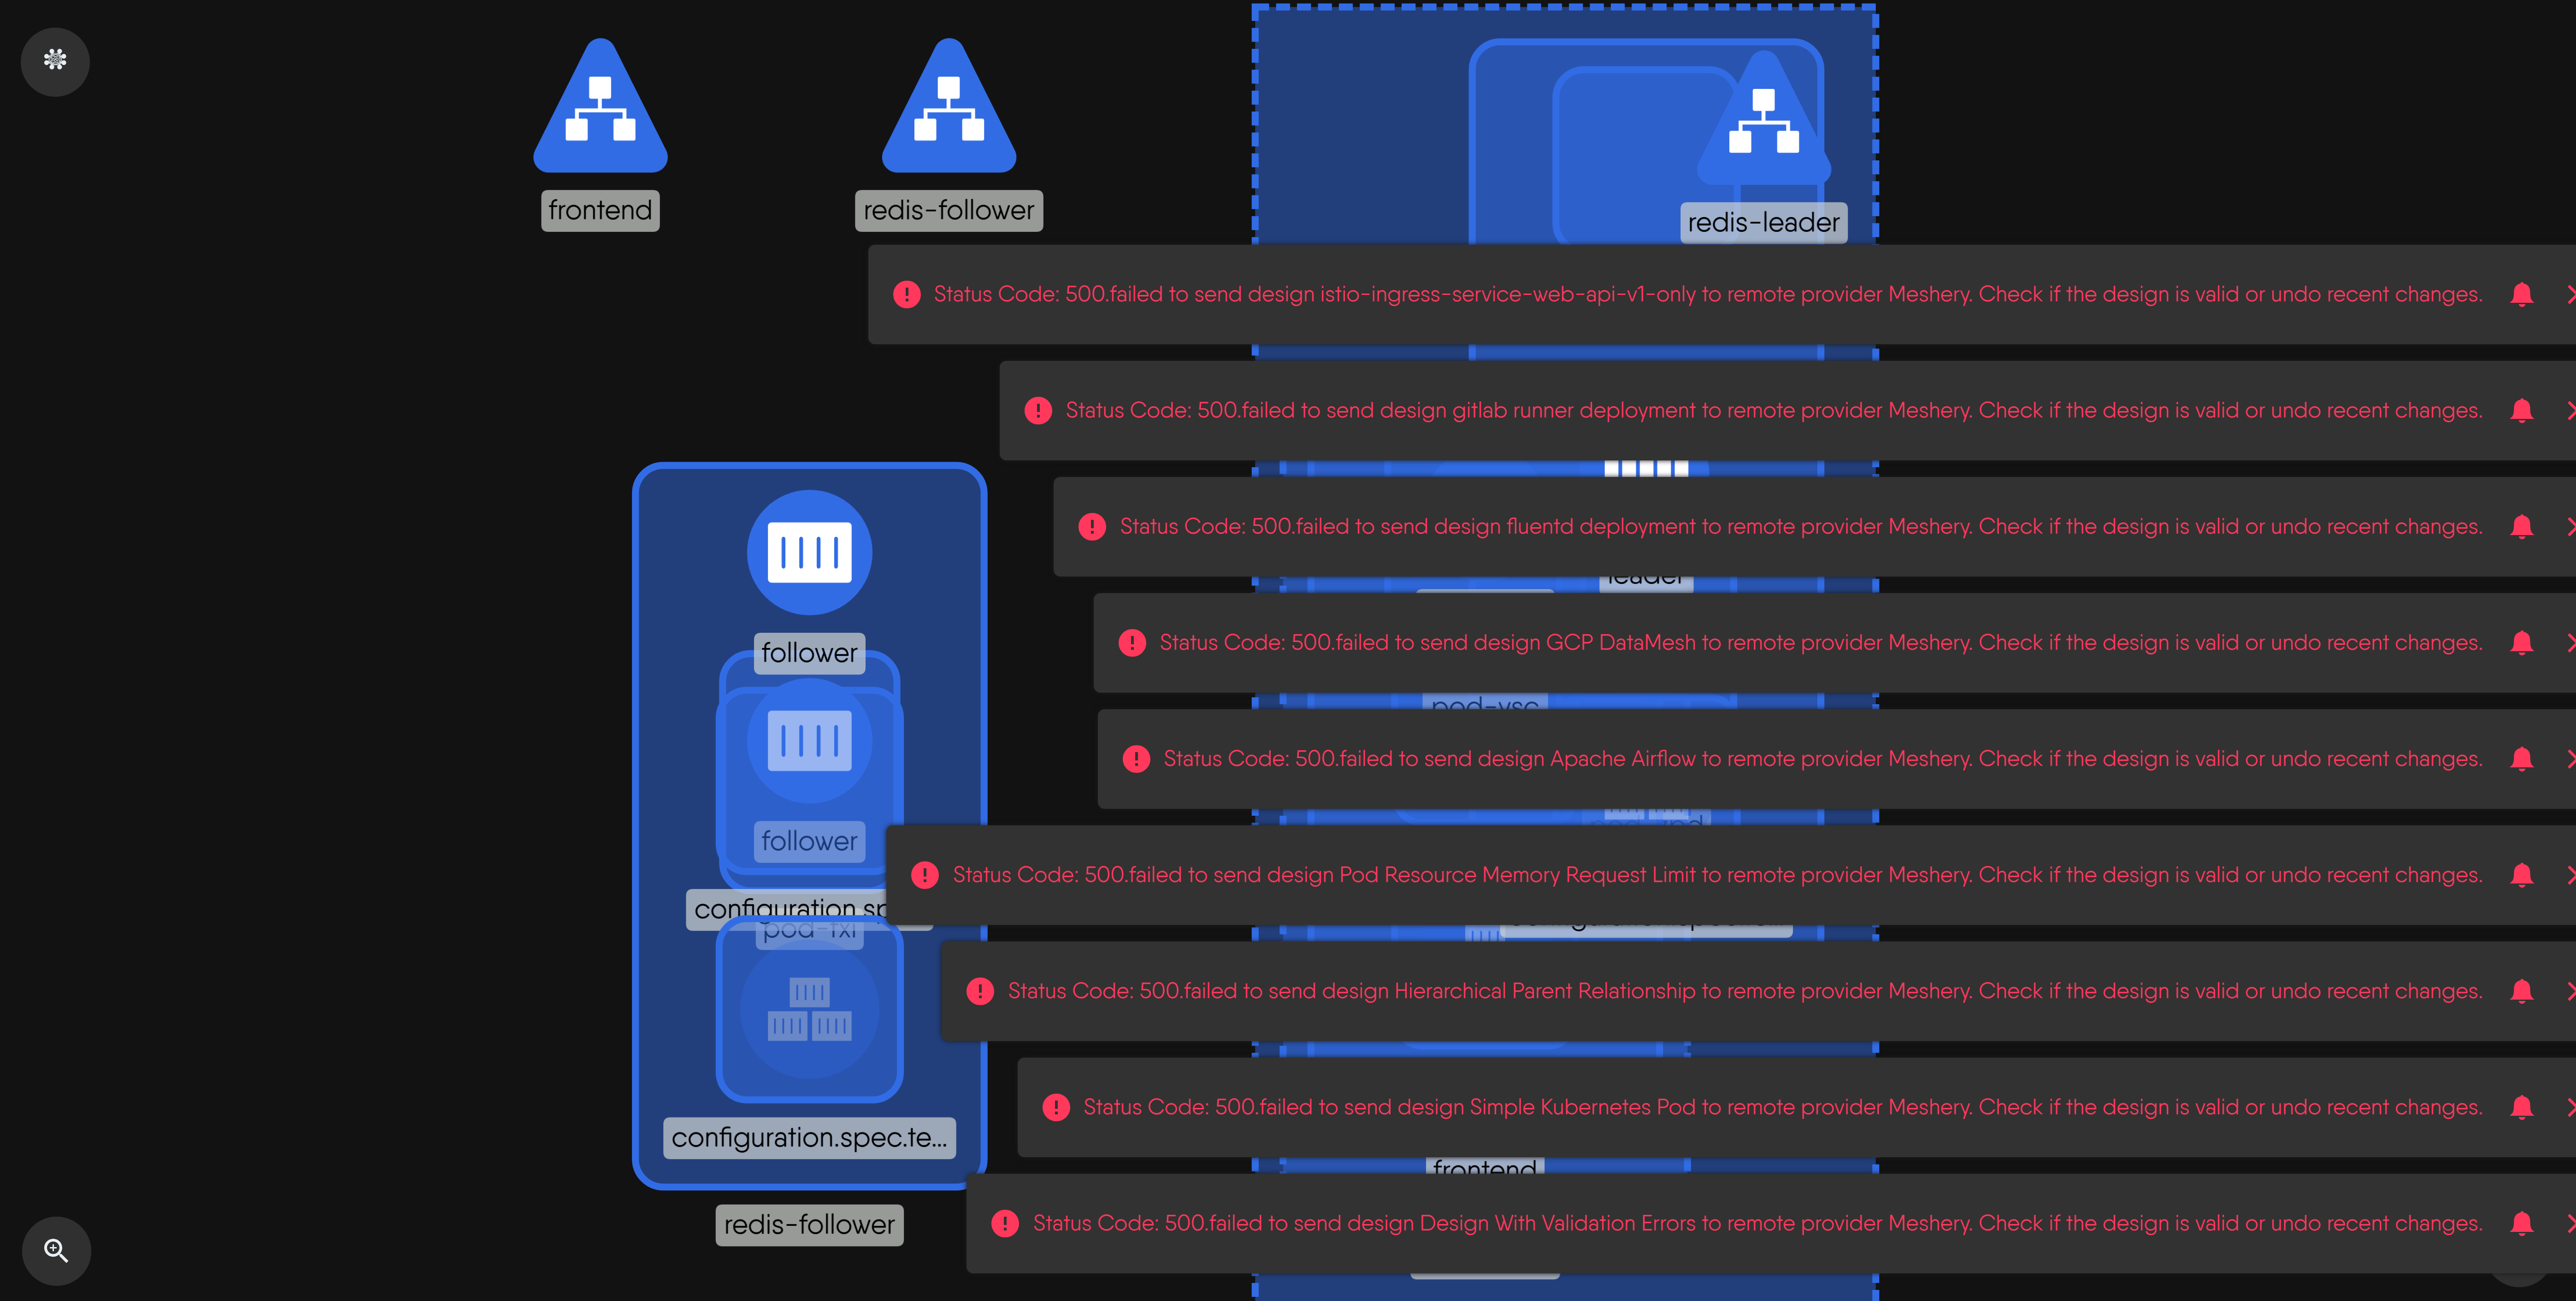 frontend
redis-follower
redis-leader
Status Code: 500.failed to send design istio-ingress-service-web-api-v1-only to remote provider Meshery. Check if the design is valid or undo recent changes.
Status Code: 500.failed to send design gitlab runner deployment to remote provider Meshery. Check if the design is valid or undo recent changes.
Status Code: 500.failed to send design fluentd deployment to remote provider Meshery. Check if the design is valid or undo recent changes.
leader
Status Code: 500.failed to send design GCP DataMesh to remote provider Meshery. Check if the design is valid or undo recent changes.
follower
pod-vsc
Status Code: 500.failed to send design Apache Airflow to remote provider Meshery. Check if the design is valid or undo recent changes.
follower
Status Code: 500.failed to send design Pod Resource Memory Request Limit to remote provider Meshery. Check if the design is valid or undo recent changes.
configuration.sp
pod-fxi
Status Code: 500.failed to send design Hierarchical Parent Relationship to remote provider Meshery. Check if the design is valid or undo recent changes.
Status Code: 500.failed to send design Simple Kubernetes Pod to remote provider Meshery. Check if the design is valid or undo recent changes.
configuration.spec.te...
frontend
redis-follower
Status Code: 500.failed to send design Design With Validation Errors to remote provider Meshery. Check if the design is valid or undo recent changes.